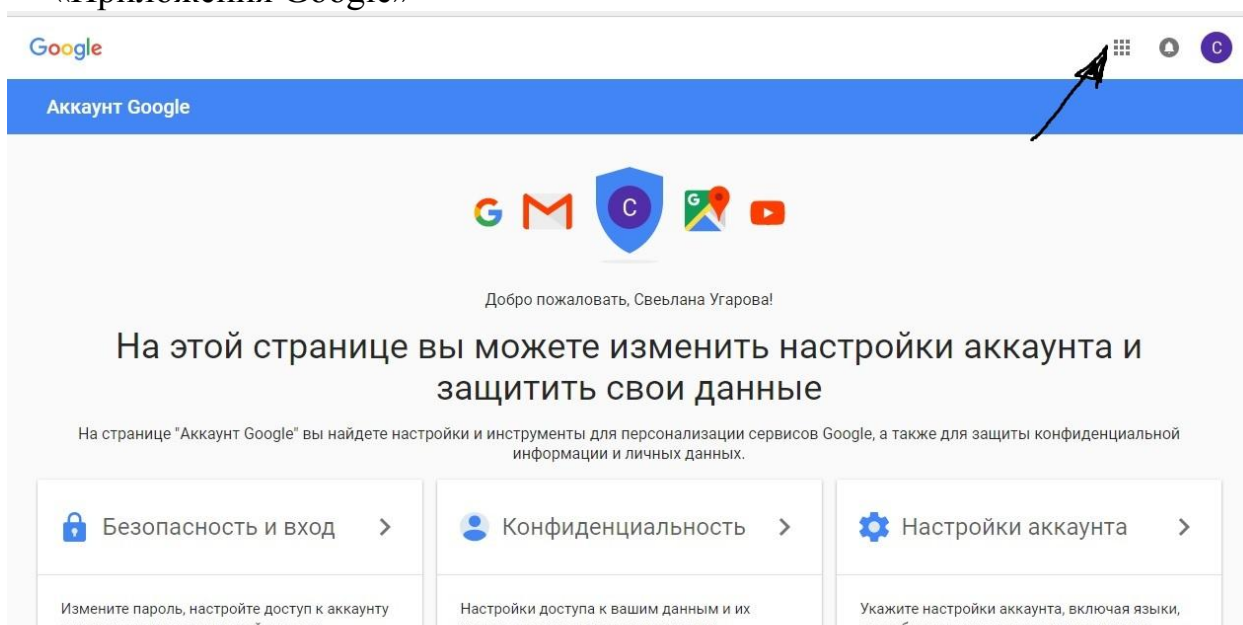 «Приложения Google»
Google
C
Аккаунт Google
G
C
G
Добро пожаловать, Свеьлана Угарова!
На этой странице вы можете изменить настройки аккаунта и
защитить свои данные
На странице "Аккаунт Google" вы найдете настройки и инструменты для персонализации сервисов Google, а также для защиты конфиденциальной
информации и личных данных.
Безопасность и вход
Конфиденциальность
Настройки аккаунта
Измените пароль, настройте доступ к аккаунту
Настройки доступа к вашим данным и их
Укажите настройки аккаунта, включая языки,